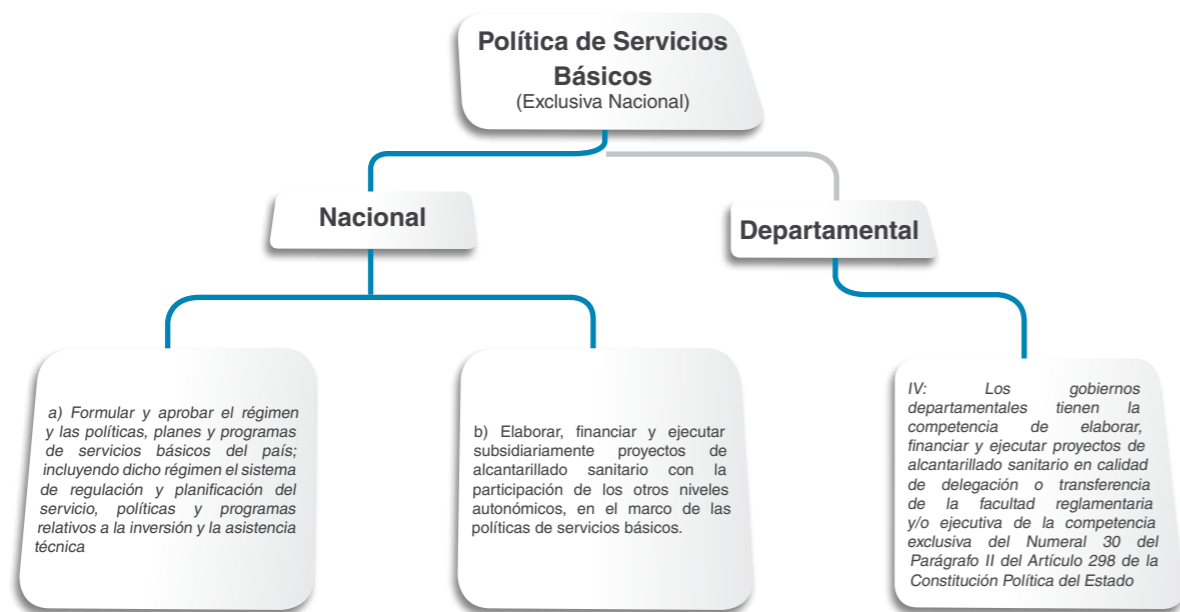 Política de Servicios
Básicos
(Exclusiva Nacional)
Nacional
Departamental
a) Formular y aprobar el régimen
y las políticas, planes y programas
de servicios básicos del país;
incluyendo dicho régimen el sistema
de regulación y planificación del
servicio, políticas y programas
relativos a la inversión y la asistencia
técnica
b) Elaborar, financiar y ejecutar
subsidiariamente proyectos de
alcantarillado sanitario con la
participación de los otros niveles
autonómicos, en el marco de las
políticas de servicios básicos.
IV: Los gobiernos
departamentales tienen la
competencia de elaborar,
financiar y ejecutar proyectos de
alcantarillado sanitario en calidad
de delegación o transferencia
de la facultad reglamentaria
y/o ejecutiva de la competencia
exclusiva del Numeral 30 del
Parágrafo II del Artículo 298 de la
Constitución Política del Estado